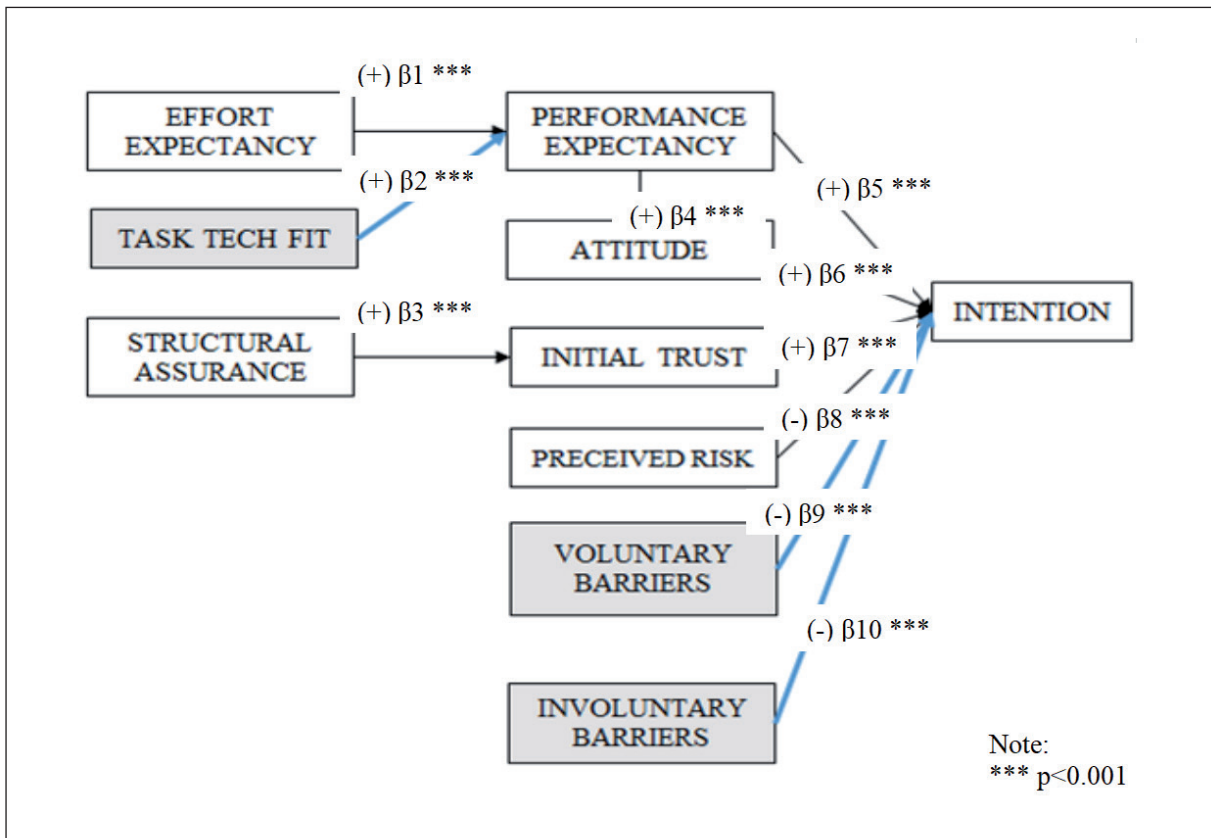 (+) β1 ***
EFFORT
EXPECTANCY
PERFORMANCE
EXPECTANCY
(+) β2 ***
(+) β5 ***
(+) β4 ***
TASK TECH FIT
ATTITUDE
(+) β6 ***
(+) β3 ***
INTENTION
STRUCTURAL
ASSURANCE
INITIAL TRUST
(+) β7 ***
(-) β8 ***
PRECEIVED RISK
(-) β9 ***
VOLUNTARY
BARRIERS
(-) β10 ***
INVOLUNTARY
BARRIERS
Note:
*** p<0.001